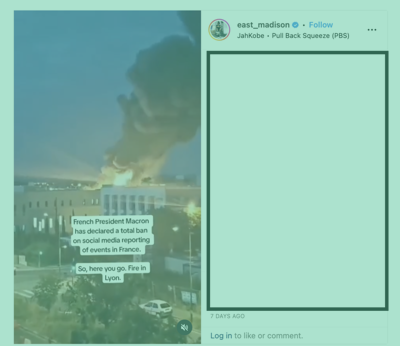 east_madison • Follow
JahKobe • Pull Back Squeeze (PBS)
French President Macron
has declared a total ban
on social media reporting
of events in France.
So, here you go. Fire in
Lyon.
7 DAYS AGO
Log in to like or comment.